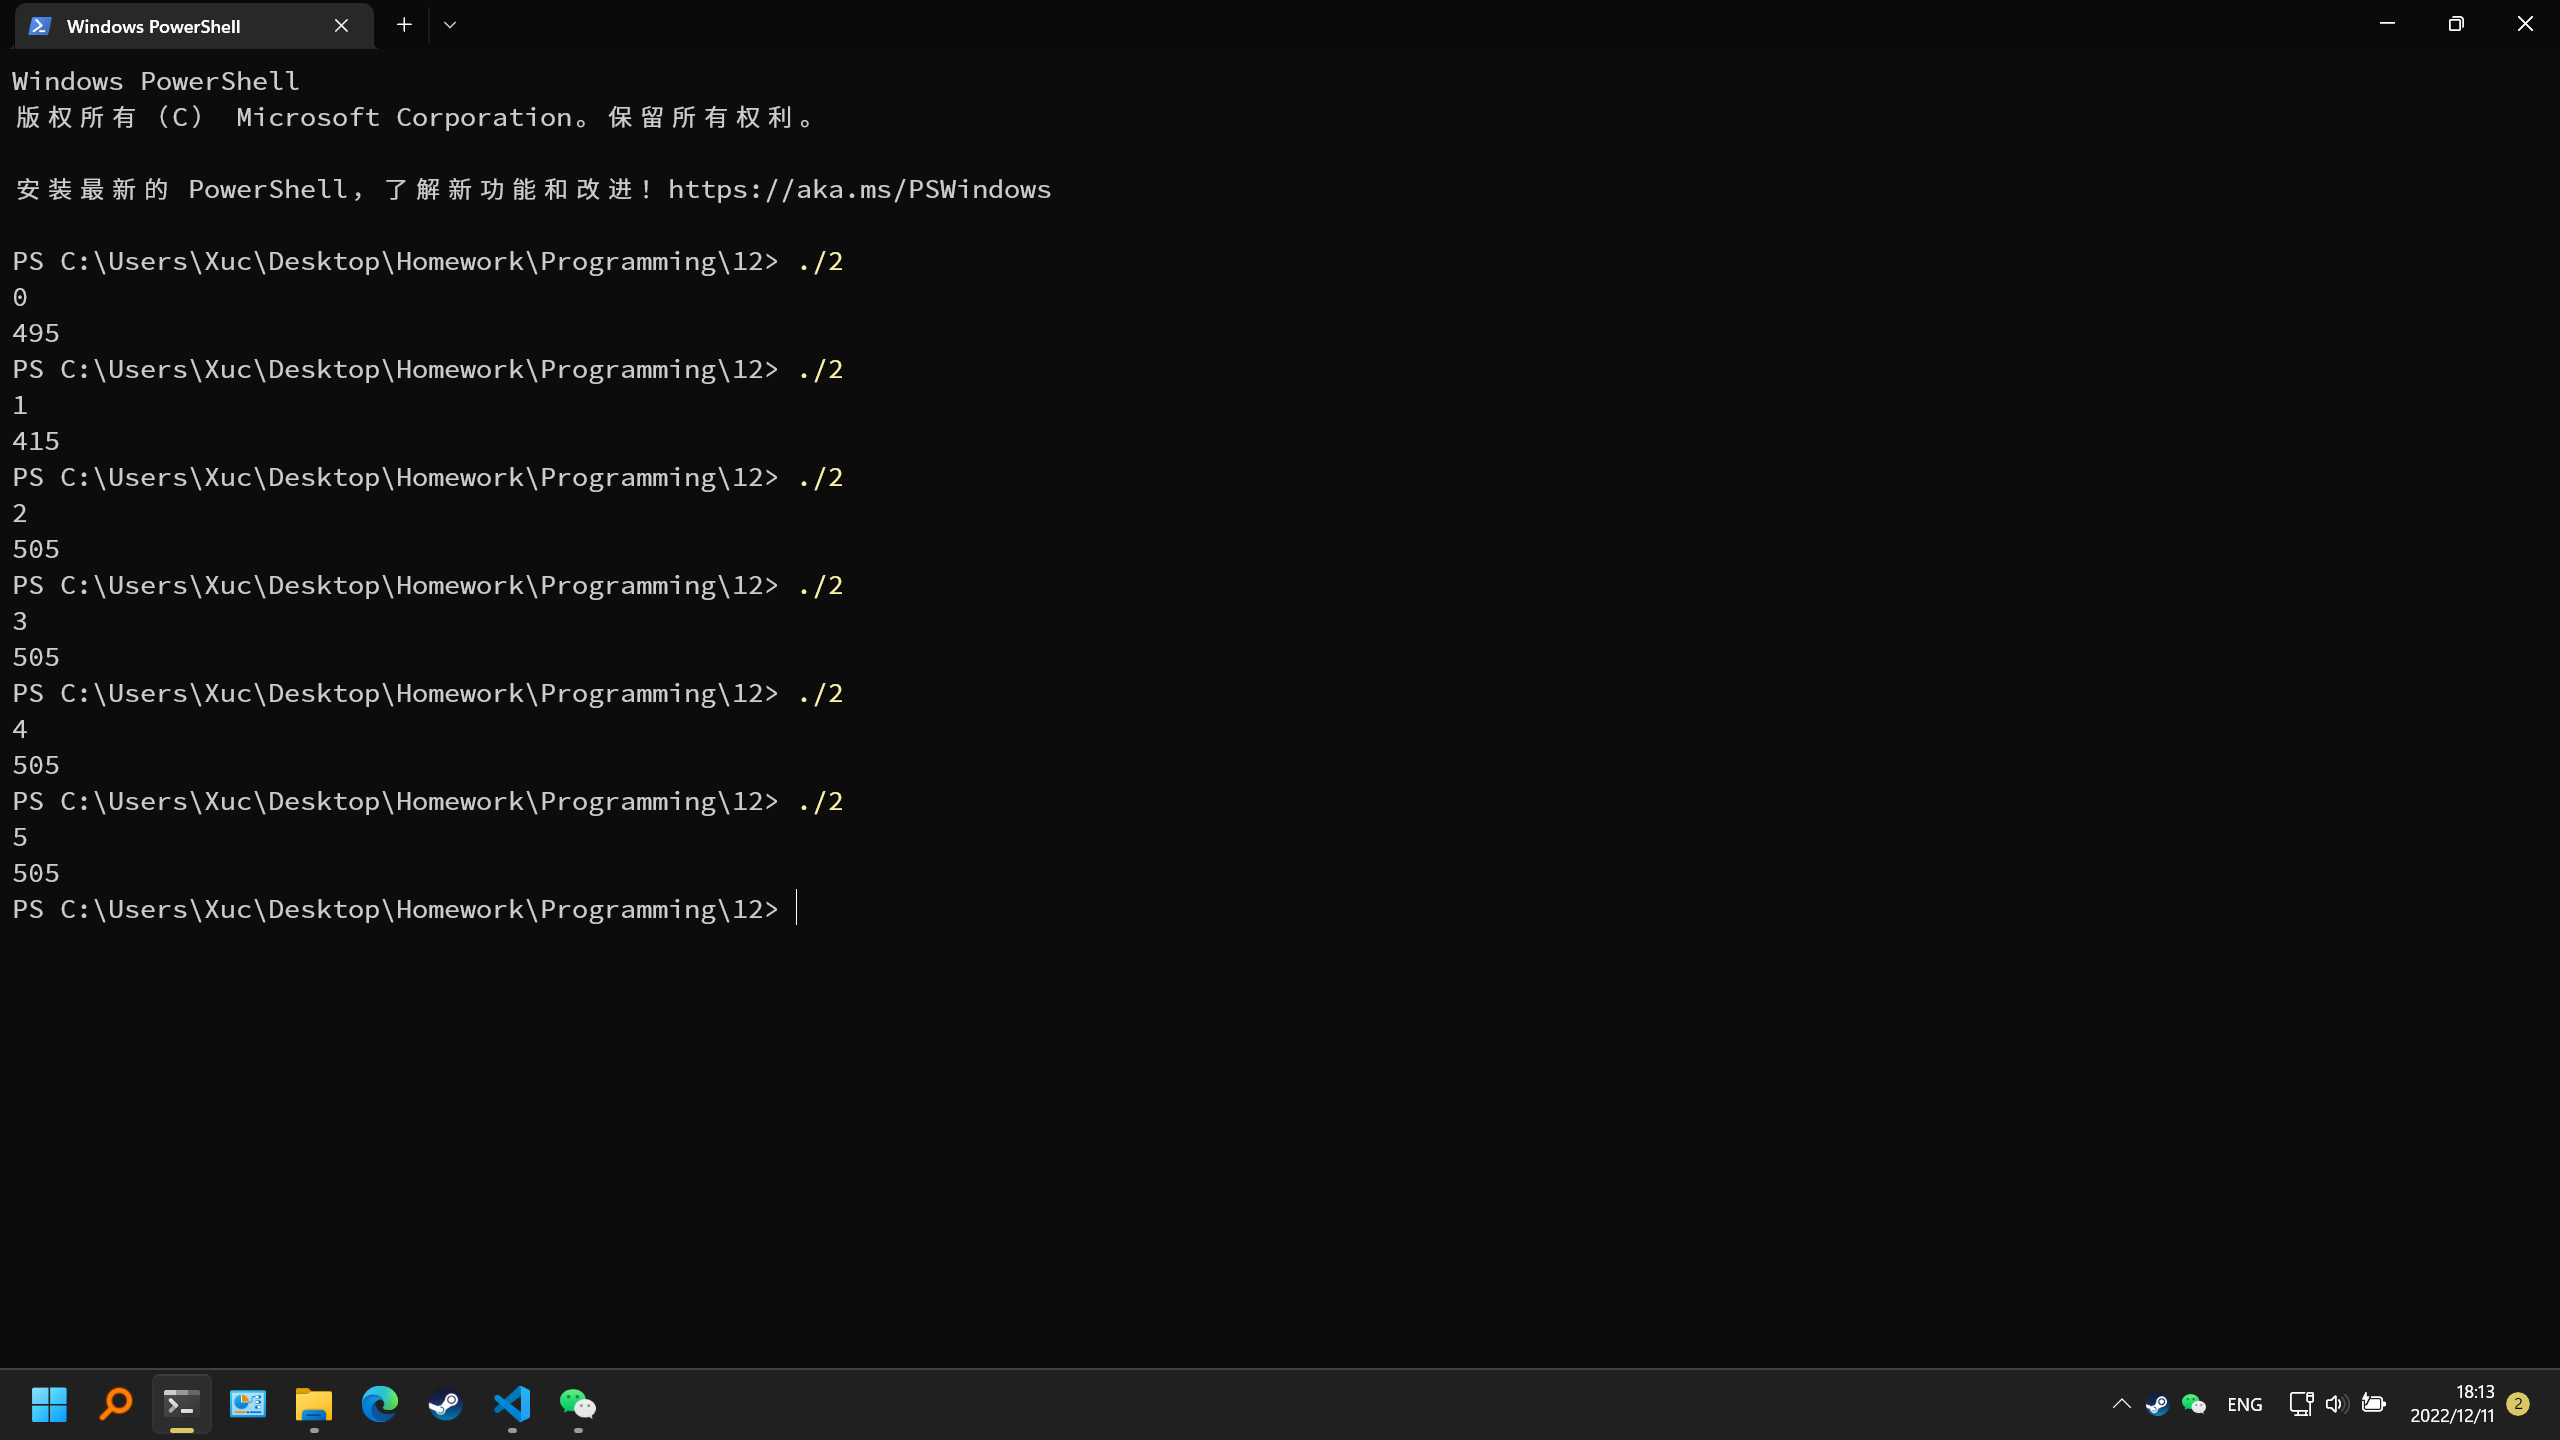 Windows PowerShell
Windows PowerShell
版权所有（C） Microsoft Corporation。保留所有权利。
安装最新的 PowerShell，了解新功能和改进！https://aka.ms/PSWindows
PS C:\Users\Xuc\Desktop\Homework\Programming\12> ./2
0
495
PS C:\Users\Xuc\Desktop\Homework\Programming\12> ./2
1
415
PS C:\Users\Xuc\Desktop\Homework\Programming\12> ./2
2
505
PS C:\Users\Xuc\Desktop\Homework\Programming\12> ./2
3
505
PS C:\Users\Xuc\Desktop\Homework\Programming\12> ./2
4
505
PS C:\Users\Xuc\Desktop\Homework\Programming\12> ./2
5
505
PS C:\Users\Xuc\Desktop\Homework\Programming\12>
ENG
18:13
2022/12/11
2